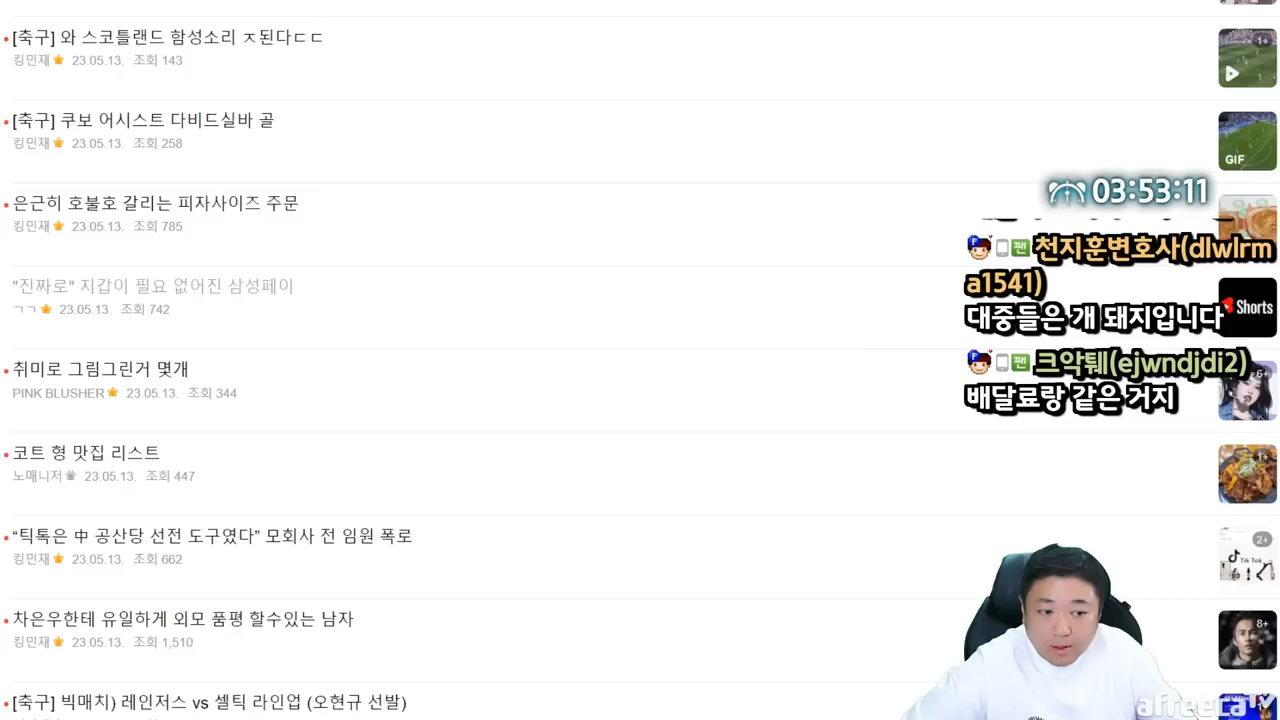 [축구] 와 스코틀랜드 함성소리 ㅈ된다ㄷㄷ
킹민재 23.05.13. 조회 143
1+
[축구] 쿠보 어시스트 다비드실바 골
킹민재 23.05.13. 조회 258
GIF
03:53:11
은근히 호불호 갈리는 피자사이즈 주문
킹민재 23.05.13. 조회 785
F 팬 천지훈변호사(dlwlrm
a1541)
대중들은 개 돼지입니다
"진짜로" 지갑이 필요 없어진 삼성페이
ㄱㄱ 23.05.13. 조회 742
Shorts
F 팬 크악퉤(ejwndjdi2)
배달료랑 같은 거지
취미로 그림그린거 몇개
PINK BLUSHER 23.05.13. 조회 344
6+
코트 형 맛집 리스트
노매니저 23.05.13. 조회 447
1+
“틱톡은 中 공산당 선전 도구였다” 모회사 전 임원 폭로
킹민재 23.05.13. 조회 662
2+
Tik Tok
차은우한테 유일하게 외모 품평 할수있는 남자
킹민재 23.05.13. 조회 1,510
8+
[축구] 빅매치) 레인저스 vs 셀틱 라인업 (오현규 선발)
afreecaTV